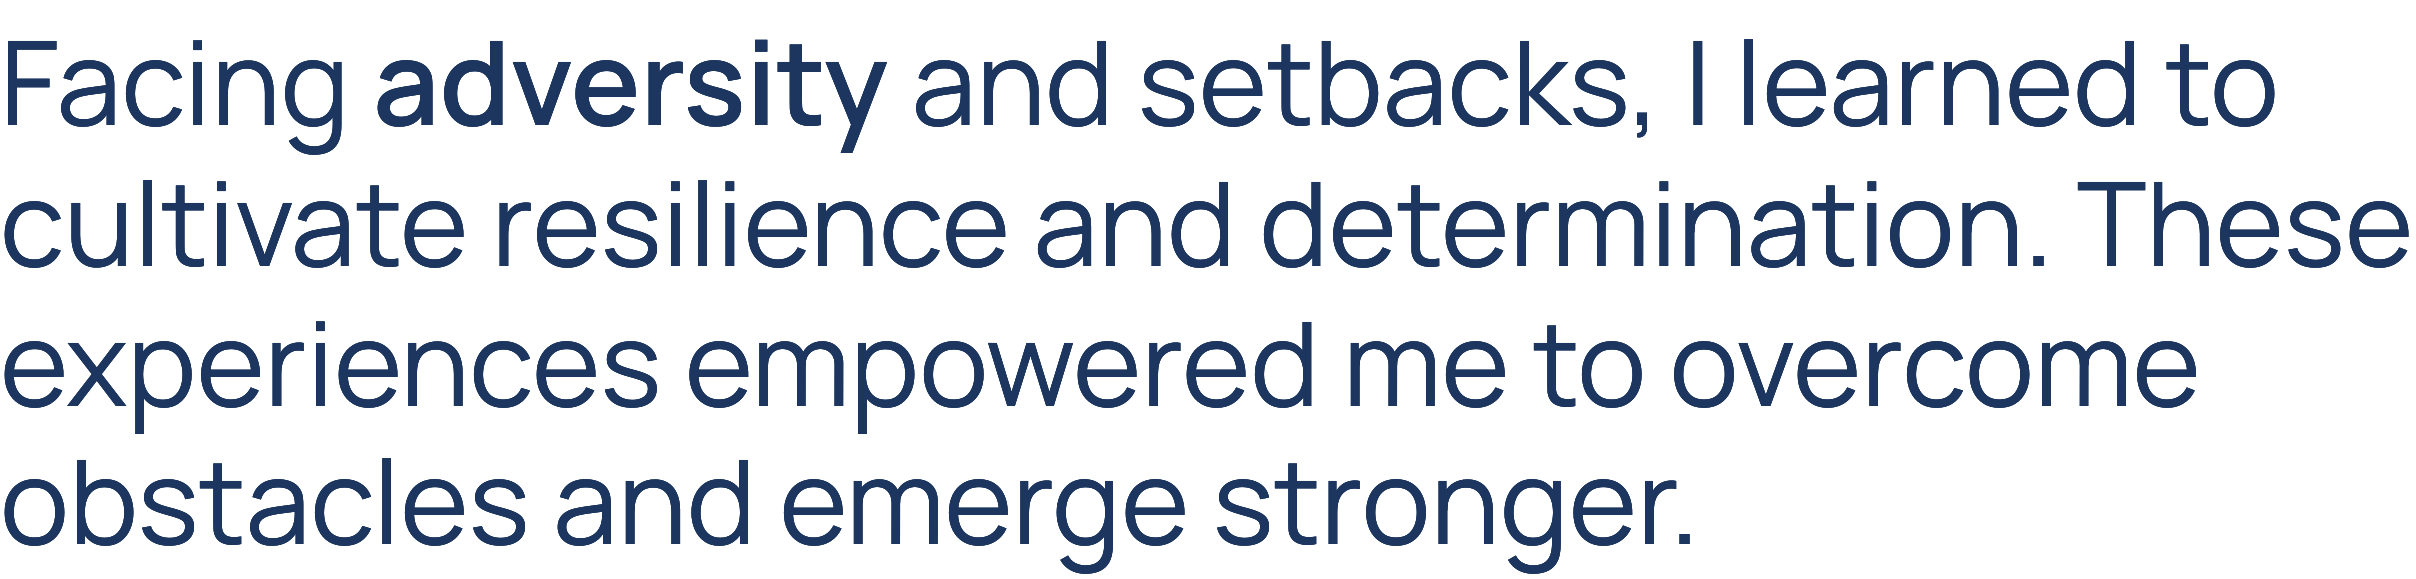 Facing adversity and setbacks, I learned to
cultivate resilience and determination. These
experiences empowered me to overcome
obstacles and emerge stronger.